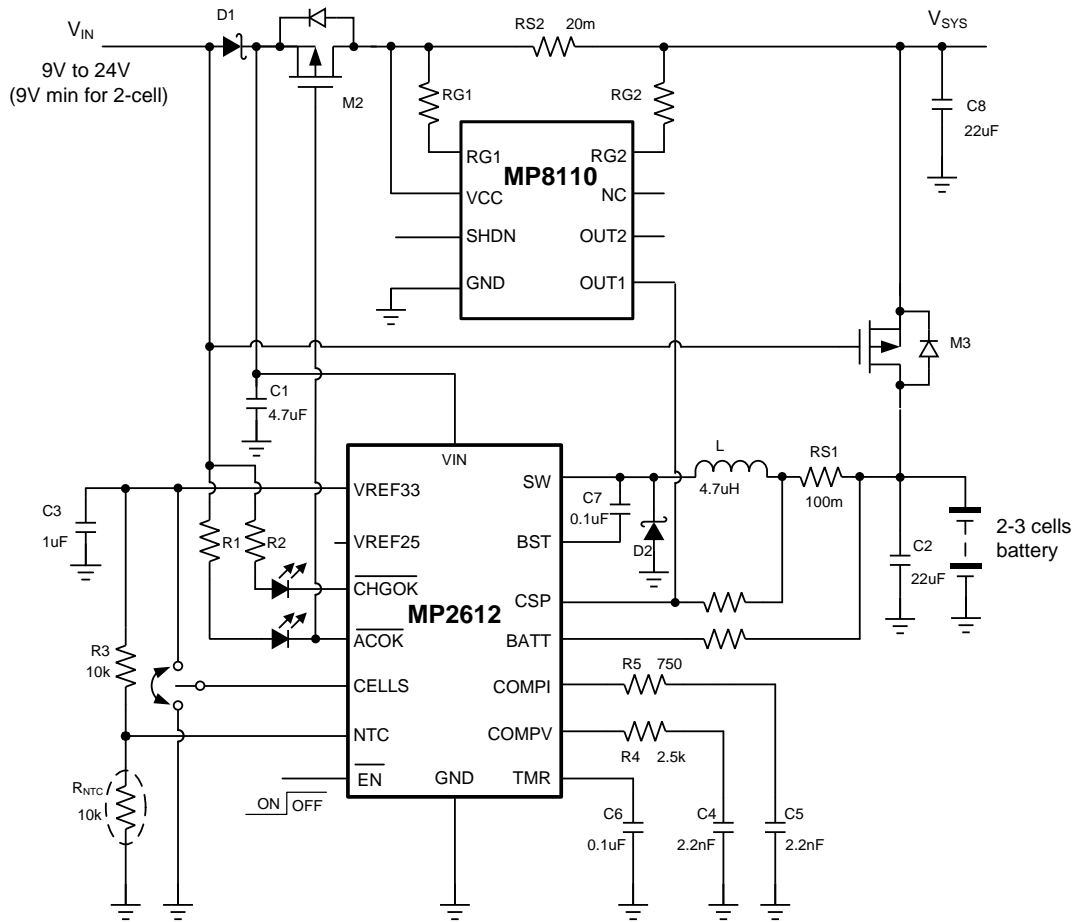 D1
V_IN
9V to 24V
(9V min for 2-cell)
M2
RS2 20m
V_SYS
RG1
RG2
C8
22uF
MP8110
RG1
VCC
SHDN
GND
RG2
NC
OUT2
OUT1
M3
C1
4.7uF
C3
1uF
R1
R2
MP2612
VIN
VREF33
VREF25
CHGOK
ACOK
CELLS
NTC
EN
GND
SW
BST
CSP
BATT
COMPI
COMPV
TMR
C7
0.1uF
D2
L
4.7uH
RS1
100m
C2
22uF
2-3 cells
battery
R3
10k
R_NTC
10k
ON OFF
R5 750
R4 2.5k
C6
0.1uF
C4
2.2nF
C5
2.2nF